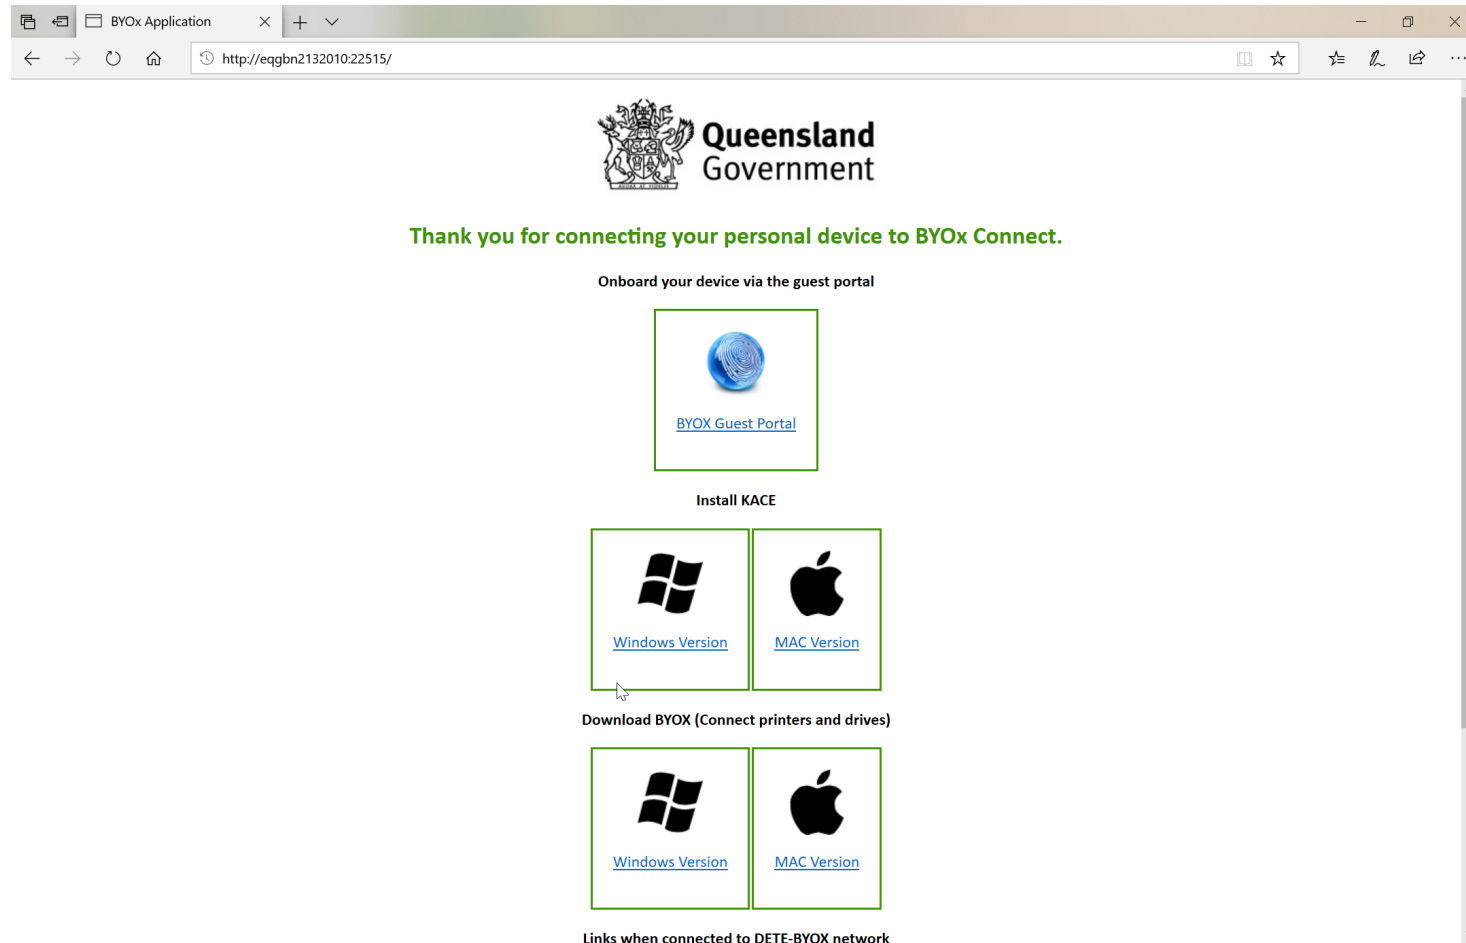 BYOx Application
http://eqgbn2132010:22515/
Queensland
Government
Thank you for connecting your personal device to BYOx Connect.
Onboard your device via the guest portal
BYOX Guest Portal
Install KACE
Windows Version
MAC Version
Download BYOX (Connect printers and drives)
Windows Version
MAC Version
Links when connected to DETE-BYOX network